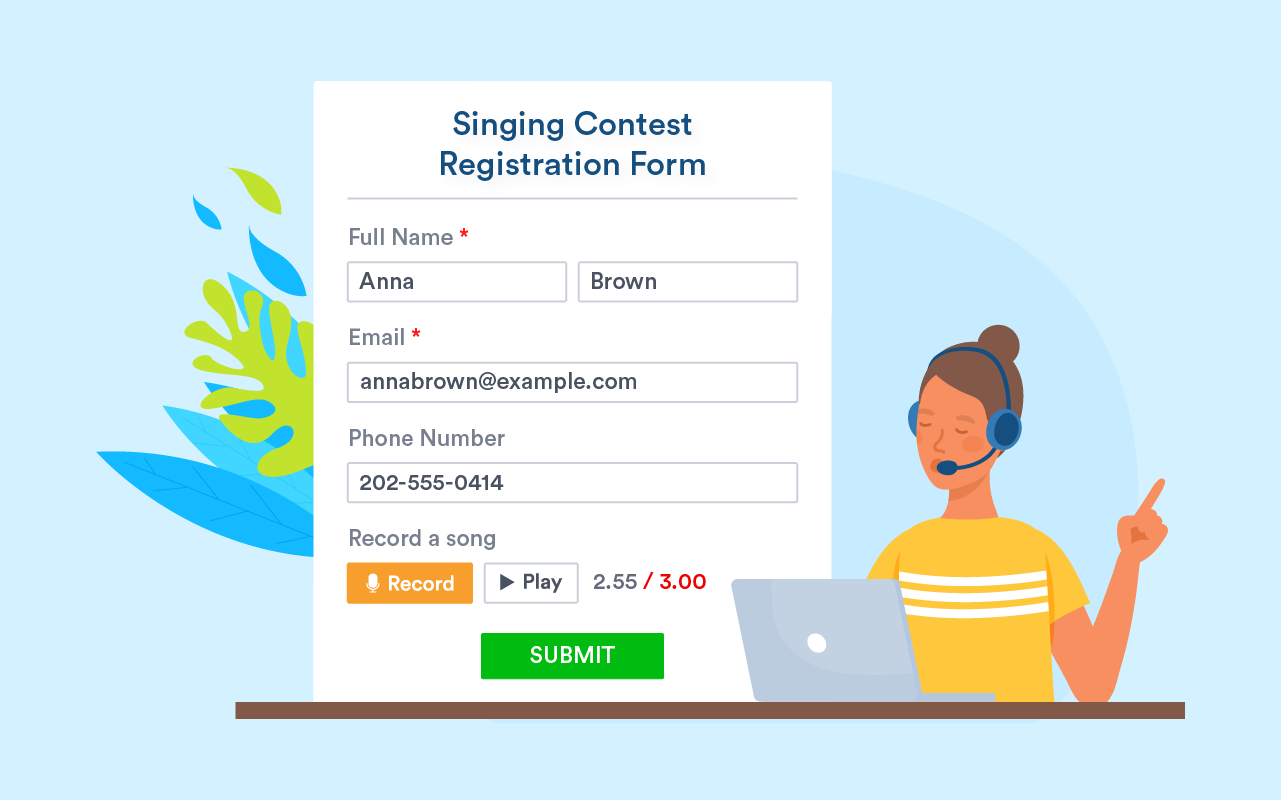 Singing Contest
Registration Form
Full Name *
Anna Brown
Email *
annabrown@example.com
Phone Number
202-555-0414
Record a song
Record Play 2.55 / 3.00
SUBMIT